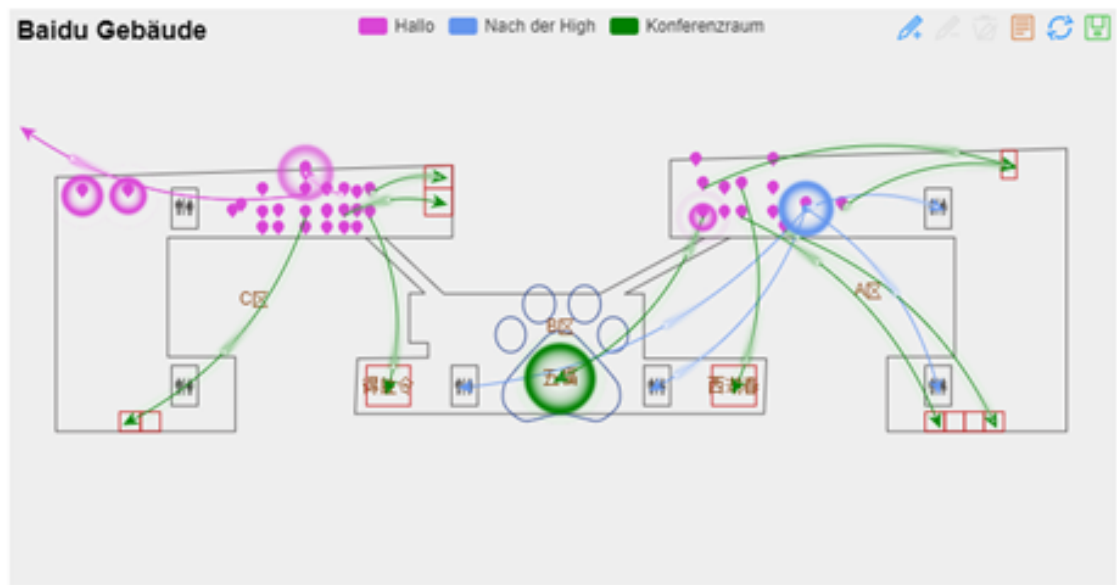 Baidu Gebäude
Hallo
Nach der High
Konferenzraum
C区
B区
A区
五福